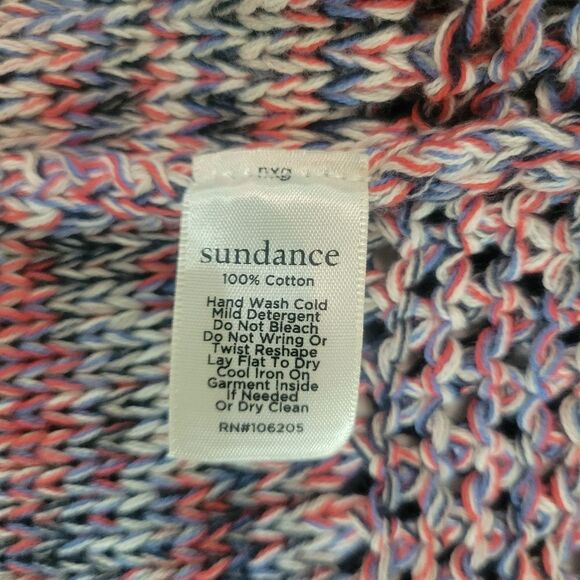 nxg
sundance
100% Cotton
Hand Wash Cold
Mild Detergent
Do Not Bleach
Do Not Wring Or
Twist Reshape
Lay Flat To Dry
Cool Iron On
Garment Inside
If Needed
Or Dry Clean
RN#106205